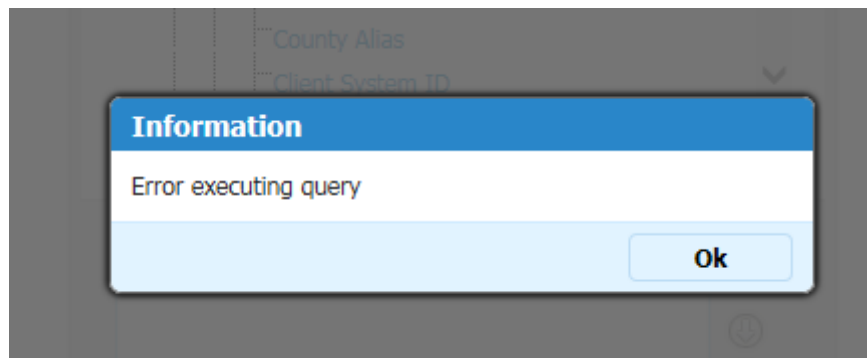 County Alias
Client System ID
Information
Error executing query
Ok